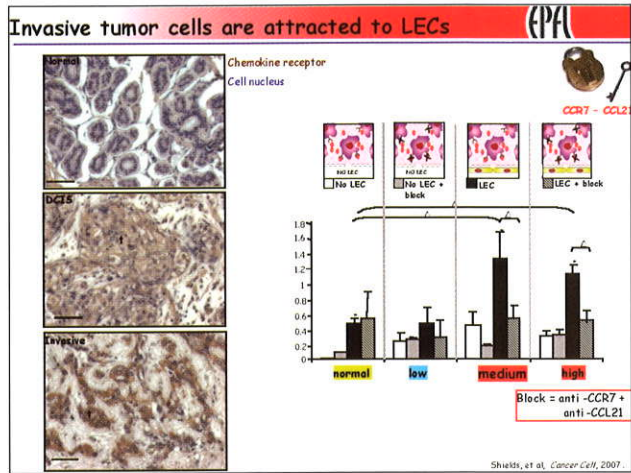 Invasive tumor cells are attracted to LECs
EPFL
Normal
Chemokine receptor
Cell nucleus
CCR7 - CCL21
DCIS
Invasive
NO LEC
NO LEC
No LEC
No LEC + block
LEC
LEC + block
1.8
1.6
1.4
1.2
1
0.8
0.6
0.4
0.2
0
normal
low
medium
high
Block = anti -CCR7 +
anti -CCL21
Shields, et al, Cancer Cell, 2007